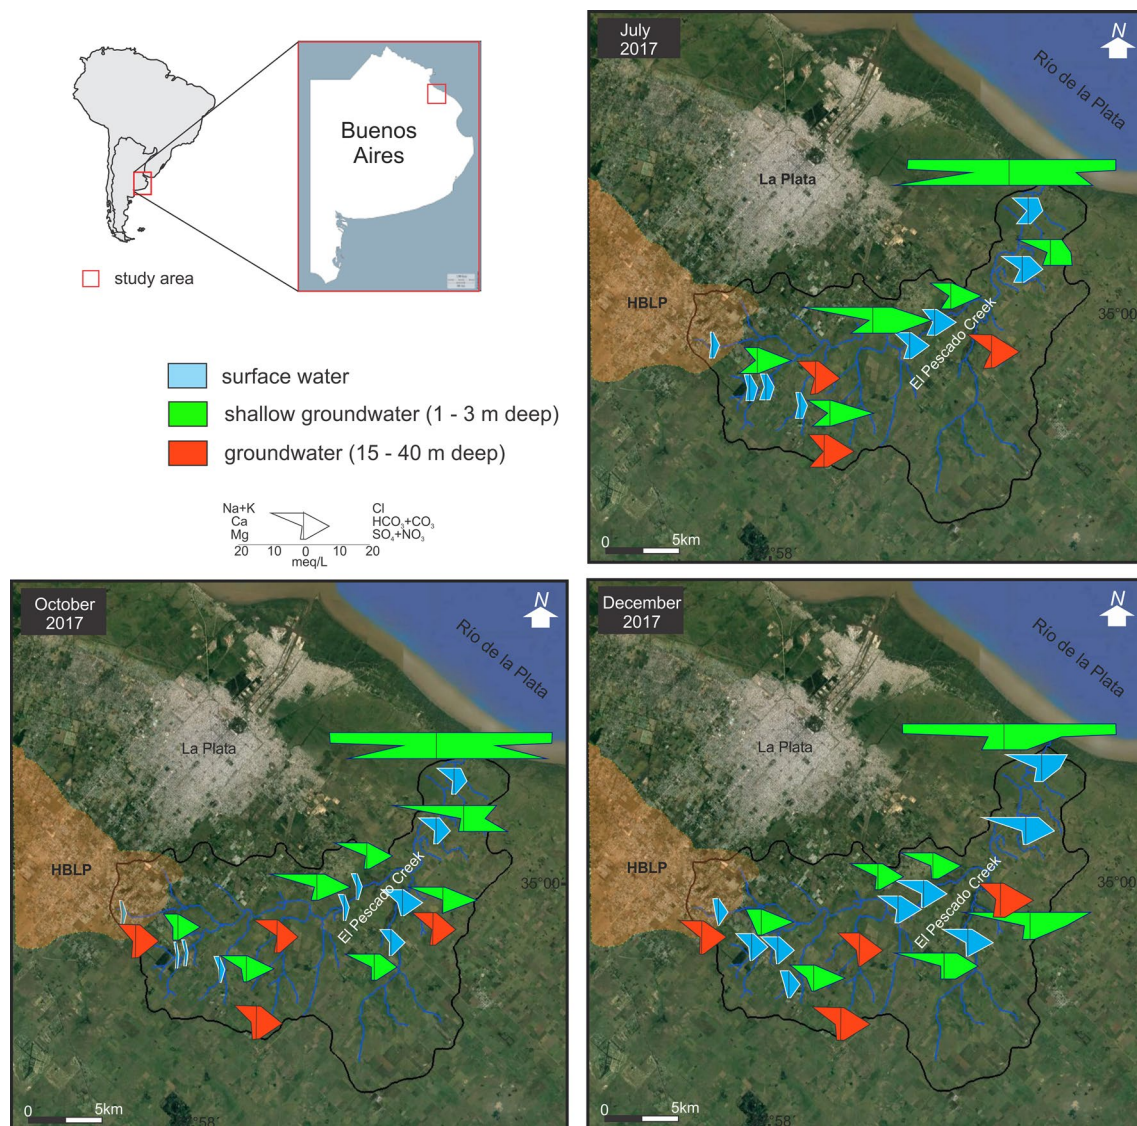 Buenos
Aires
study area
surface water
shallow groundwater (1 - 3 m deep)
groundwater (15 - 40 m deep)
Na+K Cl
Ca HCO₃+CO₃
Mg SO₄+NO₃
20 10 0 10 20
meq/L
July
2017
N
Río de la Plata
La Plata
HBLP
35°00
El Pescado Creek
0 5km
58´
October
2017
N
Río de la Plata
La Plata
HBLP
35°00
El Pescado Creek
0 5km
58´
December
2017
N
Río de la Plata
La Plata
HBLP
35°00
El Pescado Creek
0 5km
58´